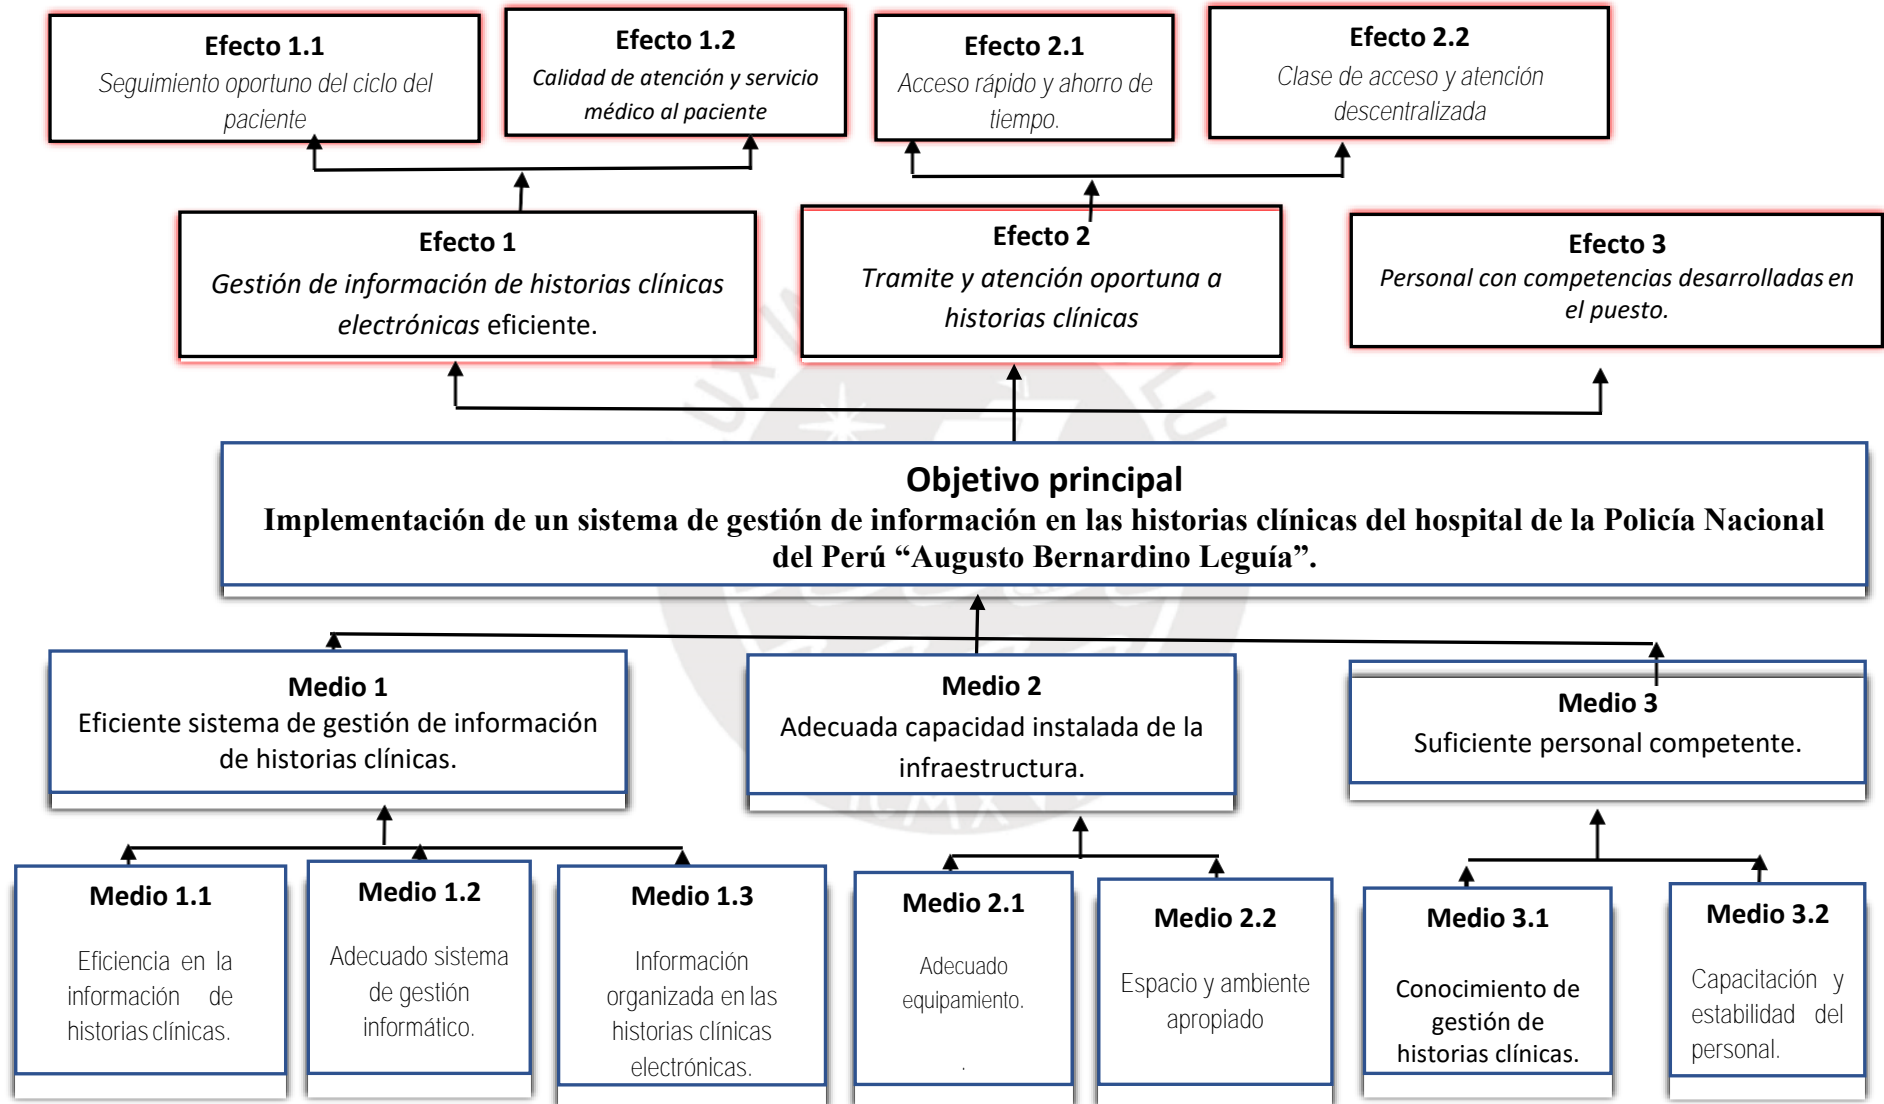 Efecto 1.1
Seguimiento oportuno del ciclo del
paciente
Efecto 1.2
Calidad de atención y servicio
médico al paciente
Efecto 2.1
Acceso rápido y ahorro de
tiempo.
Efecto 2.2
Clase de acceso y atención
descentralizada
Efecto 1
Gestión de información de historias clínicas
electrónicas eficiente.
Efecto 2
Tramite y atención oportuna a
historias clínicas
Efecto 3
Personal con competencias desarrolladas en
el puesto.
Objetivo principal
Implementación de un sistema de gestión de información en las historias clínicas del hospital de la Policía Nacional
del Perú “Augusto Bernardino Leguía”.
Medio 1
Eficiente sistema de gestión de información
de historias clínicas.
Medio 2
Adecuada capacidad instalada de la
infraestructura.
Medio 3
Suficiente personal competente.
Medio 1.1
Eficiencia en la
información de
historias clínicas.
Medio 1.2
Adecuado sistema
de gestión
informático.
Medio 1.3
Información
organizada en las
historias clínicas
electrónicas.
Medio 2.1
Adecuado
equipamiento.
.
Medio 2.2
Espacio y ambiente
apropiado
Medio 3.1
Conocimiento de
gestión de
historias clínicas.
Medio 3.2
Capacitación y
estabilidad del
personal.